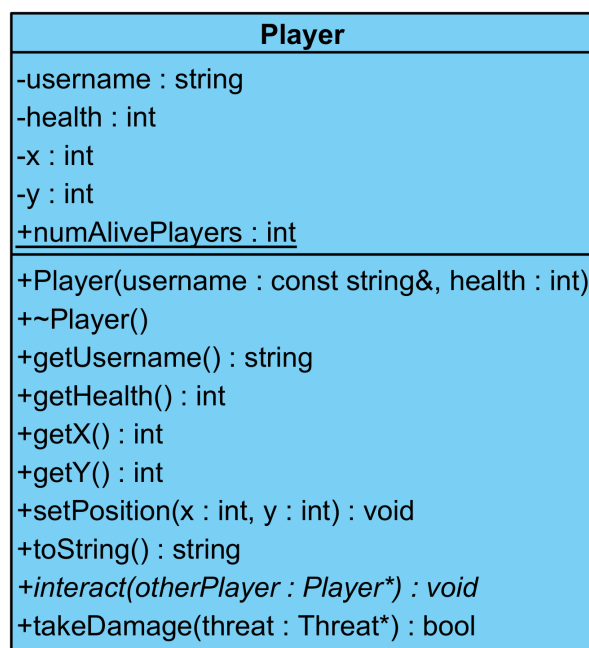 Player
-username : string
-health : int
-x : int
-y : int
+numAlivePlayers : int
+Player(username : const string&, health : int)
+~Player()
+getUsername() : string
+getHealth() : int
+getX() : int
+getY() : int
+setPosition(x : int, y : int) : void
+toString() : string
+interact(otherPlayer : Player*) : void
+takeDamage(threat : Threat*) : bool